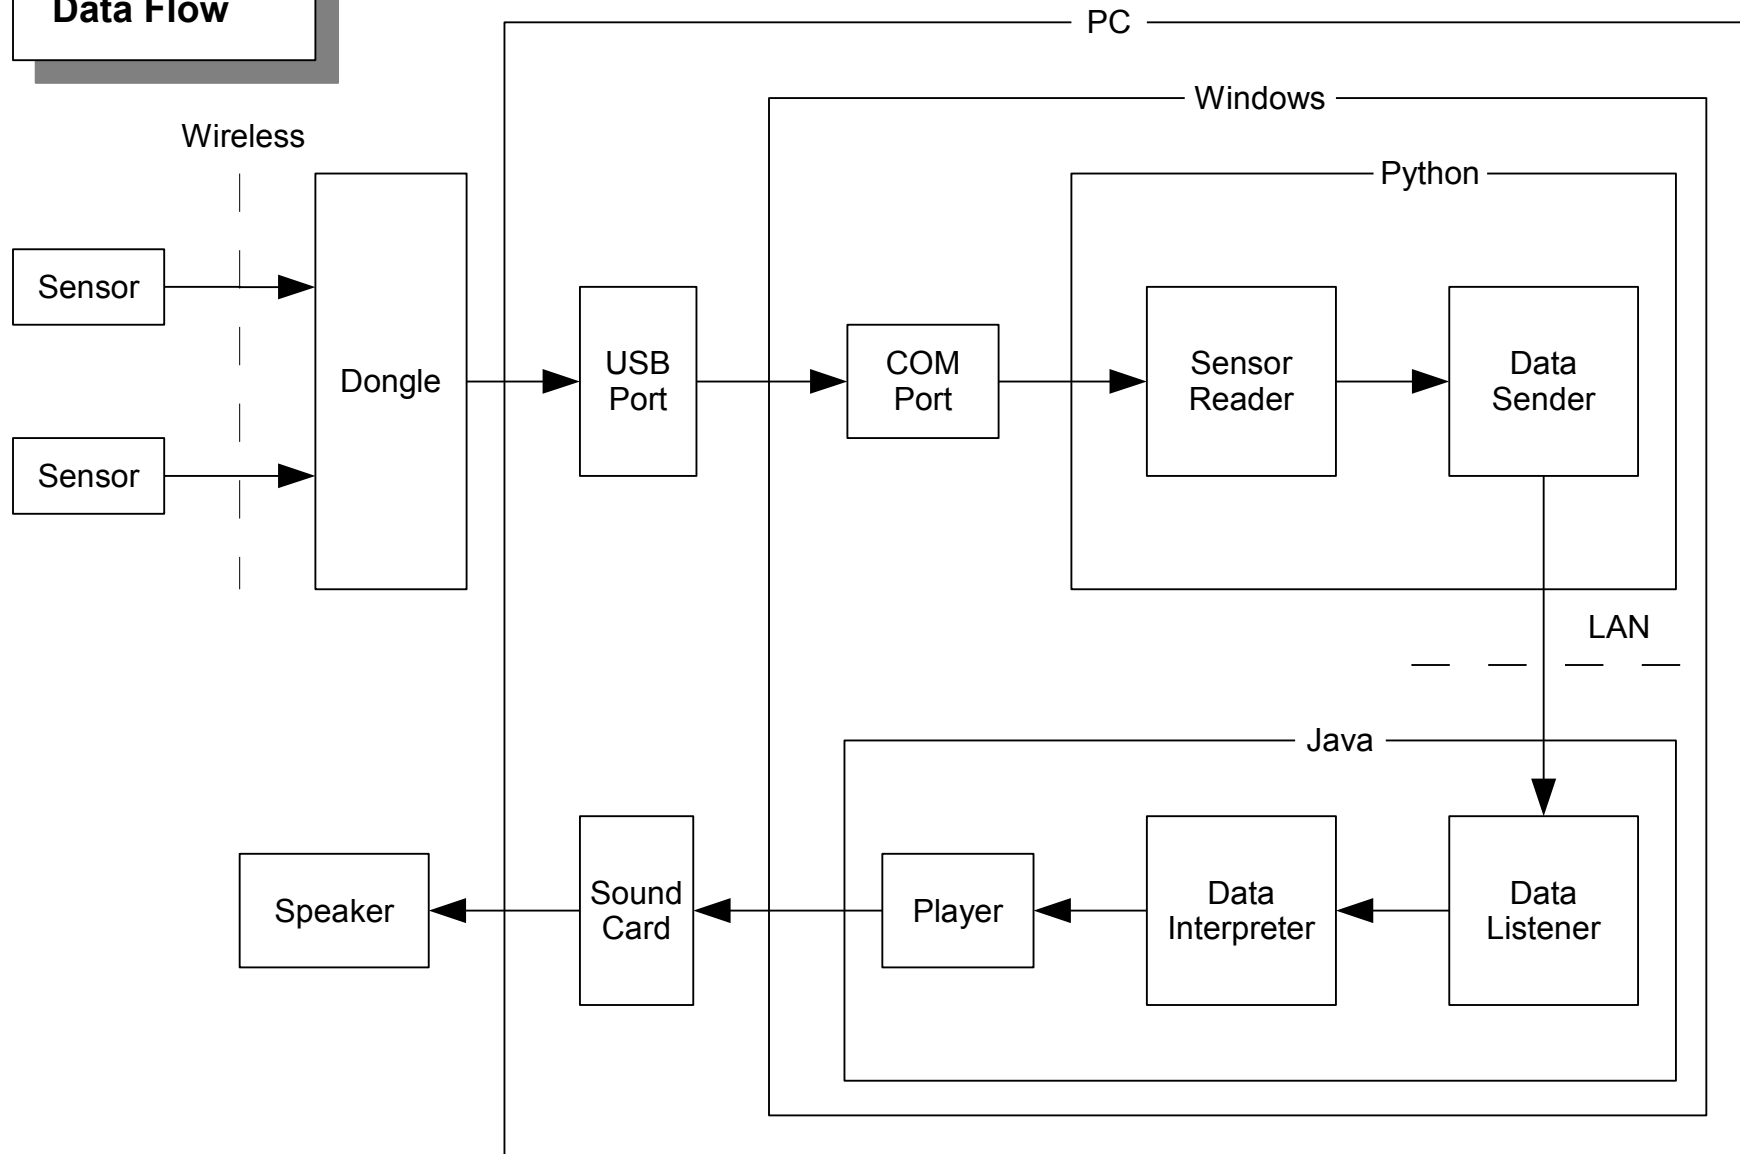 Data Flow
PC
Windows
Wireless
Python
Sensor
Sensor
Dongle
USB
Port
COM
Port
Sensor
Reader
Data
Sender
LAN
Java
Speaker
Sound
Card
Player
Data
Interpreter
Data
Listener